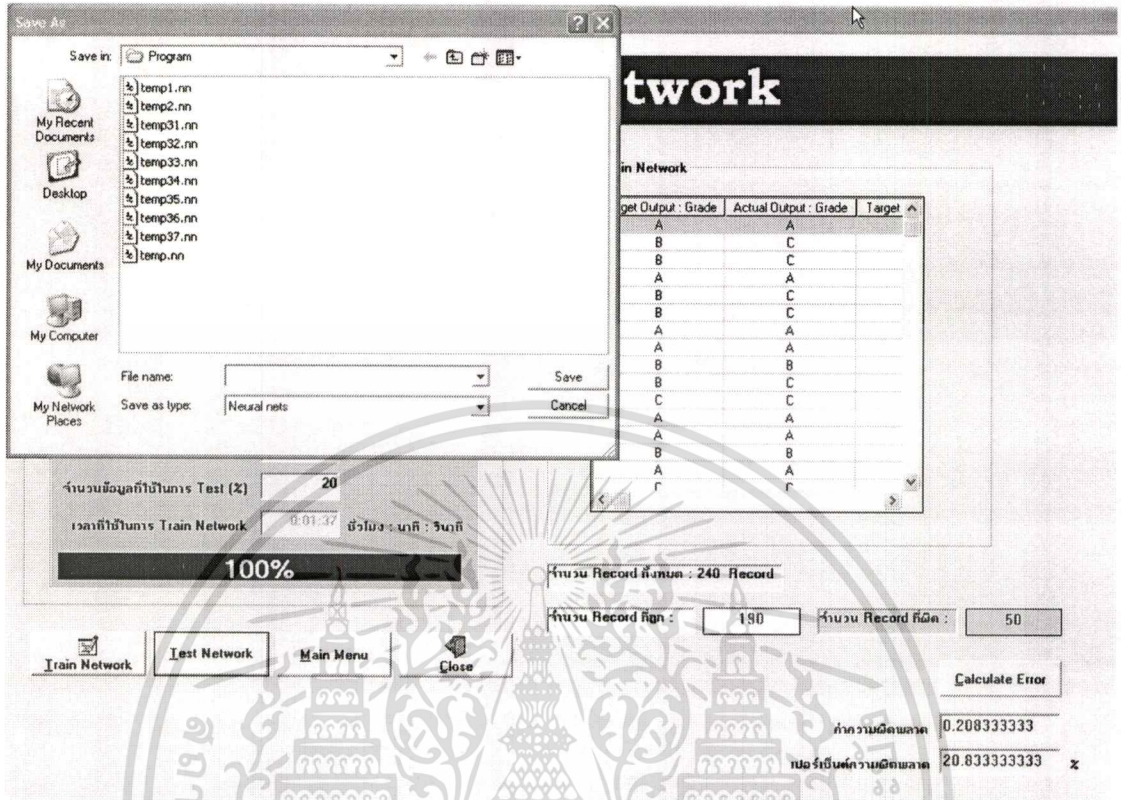 Save As
Save in: Program
temp1.nn
temp2.nn
temp31.nn
temp32.nn
temp33.nn
temp34.nn
temp35.nn
temp36.nn
temp37.nn
temp.nn
My Recent Documents
Desktop
My Documents
My Computer
My Network Places
File name:
Save
Save as type: Neural nets
Cancel
twork
in Network
get Output : Grade Actual Output : Grade Target
A A
B C
B C
A A
B C
B C
A A
A A
B B
B C
C C
A A
A A
B B
A A
จำนวนข้อมูลที่ใช้ในการ Test (%) 20
เวลาที่ใช้ในการ Train Network 0:01:37 ชั่วโมง : นาที : วินาที
100%
จำนวน Record ทั้งหมด : 240 Record
จำนวน Record ที่ถูก : 190 จำนวน Record ที่ผิด : 50
Train Network
Test Network
Main Menu
Close
Calculate Error
ค่าความผิดพลาด 0.208333333
เปอร์เซ็นต์ความผิดพลาด 20.833333333 %